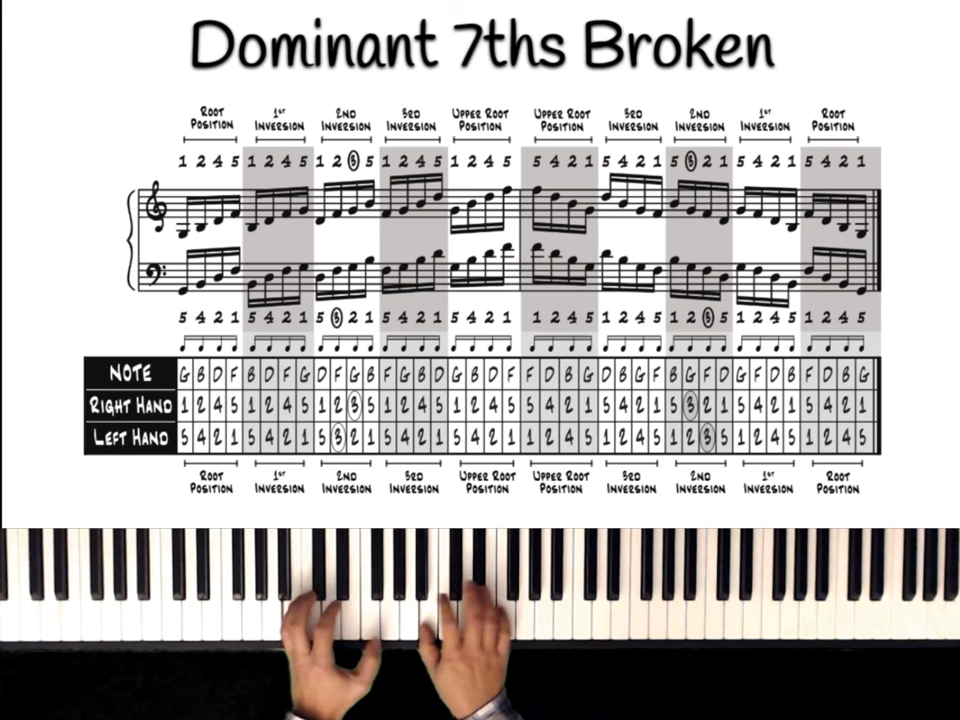 Dominant 7ths Broken
ROOT 1ST 2ND 3RD UPPER ROOT UPPER ROOT 3RD 2ND 1ST ROOT
POSITION INVERSION INVERSION INVERSION POSITION POSITION INVERSION INVERSION INVERSION POSITION
1 2 4 5 1 2 4 5 1 2 3 5 1 2 4 5 1 2 4 5 5 4 2 1 5 4 2 1 5 3 2 1 5 4 2 1 5 4 2 1
5 4 2 1 5 4 2 1 5 3 2 1 5 4 2 1 5 4 2 1 1 2 4 5 1 2 4 5 1 2 3 5 1 2 4 5 1 2 4 5
NOTE G B D F B D F G D F G B F G B D G B D F F D B G D B G F B G F D G F D B F D B G
RIGHT HAND 1 2 4 5 1 2 4 5 1 2 3 5 1 2 4 5 1 2 4 5 5 4 2 1 5 4 2 1 5 3 2 1 5 4 2 1 5 4 2 1
LEFT HAND 5 4 2 1 5 4 2 1 5 3 2 1 5 4 2 1 5 4 2 1 1 2 4 5 1 2 4 5 1 2 3 5 1 2 4 5 1 2 4 5
ROOT 1ST 2ND 3RD UPPER ROOT UPPER ROOT 3RD 2ND 1ST ROOT
POSITION INVERSION INVERSION INVERSION POSITION POSITION INVERSION INVERSION INVERSION POSITION